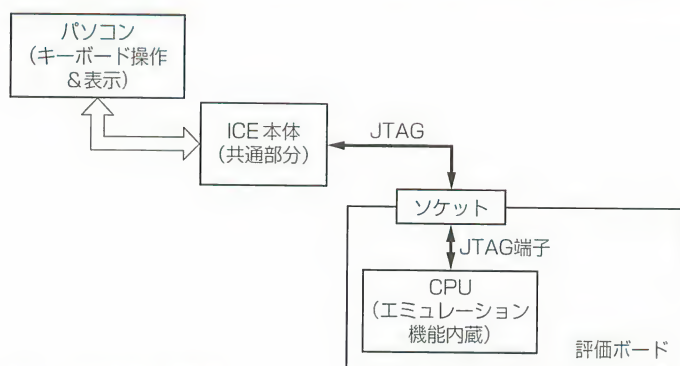 パソコン
(キーボード操作
&表示)
ICE本体
(共通部分)
JTAG
ソケット
JTAG端子
CPU
(エミュレーション
機能内蔵)
評価ボード